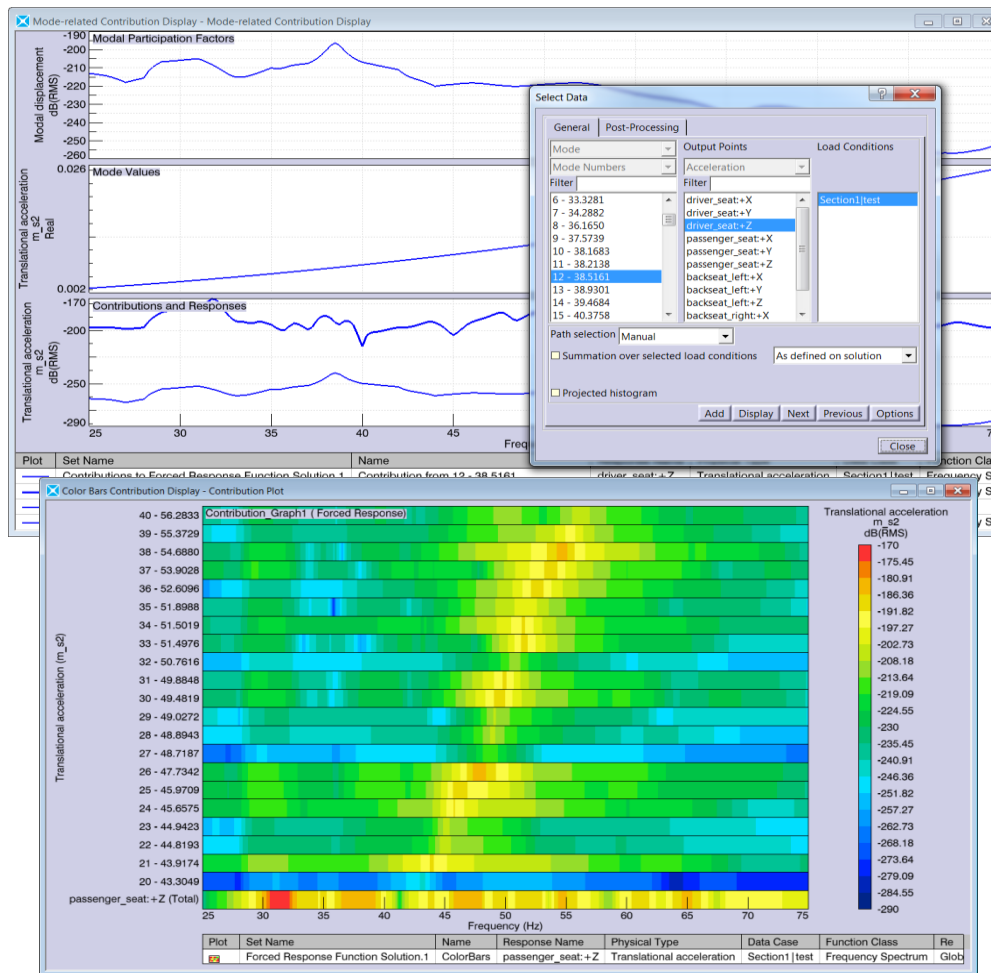 Mode-related Contribution Display - Mode-related Contribution Display
Modal Participation Factors
Modal displacement
dB(RMS)
-190
-200
-210
-220
-250
-260
Mode Values
Translational acceleration
m_s2
Real
0.026
0.002
Contributions and Responses
Translational acceleration
m_s2
dB(RMS)
-170
-200
-250
-290
25 30 35 40 45
Freq
Plot Set Name Name
Contributions to Forced Response Function Solution.1 Contribution from 12 - 38.5161 driver_seat:+Z Translational acceleration Section1|test Frequency S
nction Clas
Select Data
General Post-Processing
Mode Output Points Load Conditions
Mode Numbers Acceleration
Filter Filter
6 - 33.3281 driver_seat:+X Section1|test
7 - 34.2882 driver_seat:+Y
8 - 36.1650 driver_seat:+Z
9 - 37.5739 passenger_seat:+X
10 - 38.1683 passenger_seat:+Y
11 - 38.2138 passenger_seat:+Z
12 - 38.5161 backseat_left:+X
13 - 38.9301 backseat_left:+Y
14 - 39.4684 backseat_left:+Z
15 - 40.3758 backseat_right:+X
Path selection Manual
Summation over selected load conditions As defined on solution
Projected histogram
Add Display Next Previous Options
Close
Color Bars Contribution Display - Contribution Plot
Contribution_Graph1 ( Forced Response)
Translational acceleration (m_s2)
40 - 56.2833
39 - 55.3729
38 - 54.6880
37 - 53.9028
36 - 52.6096
35 - 51.8988
34 - 51.5019
33 - 51.4976
32 - 50.7616
31 - 49.8848
30 - 49.4819
29 - 49.0272
28 - 48.8943
27 - 48.7187
26 - 47.7342
25 - 45.9709
24 - 45.6575
23 - 44.9423
22 - 44.8193
21 - 43.9174
20 - 43.3049
passenger_seat:+Z (Total)
25 30 35 40 45 50 55 60 65 70 75
Frequency (Hz)
Translational acceleration
m_s2
dB(RMS)
-170
-175.45
-180.91
-186.36
-191.82
-197.27
-202.73
-208.18
-213.64
-219.09
-224.55
-230
-235.45
-240.91
-246.36
-251.82
-257.27
-262.73
-268.18
-273.64
-279.09
-284.55
-290
Plot Set Name Name Response Name Physical Type Data Case Function Class Re
Forced Response Function Solution.1 ColorBars passenger_seat:+Z Translational acceleration Section1|test Frequency Spectrum Glob